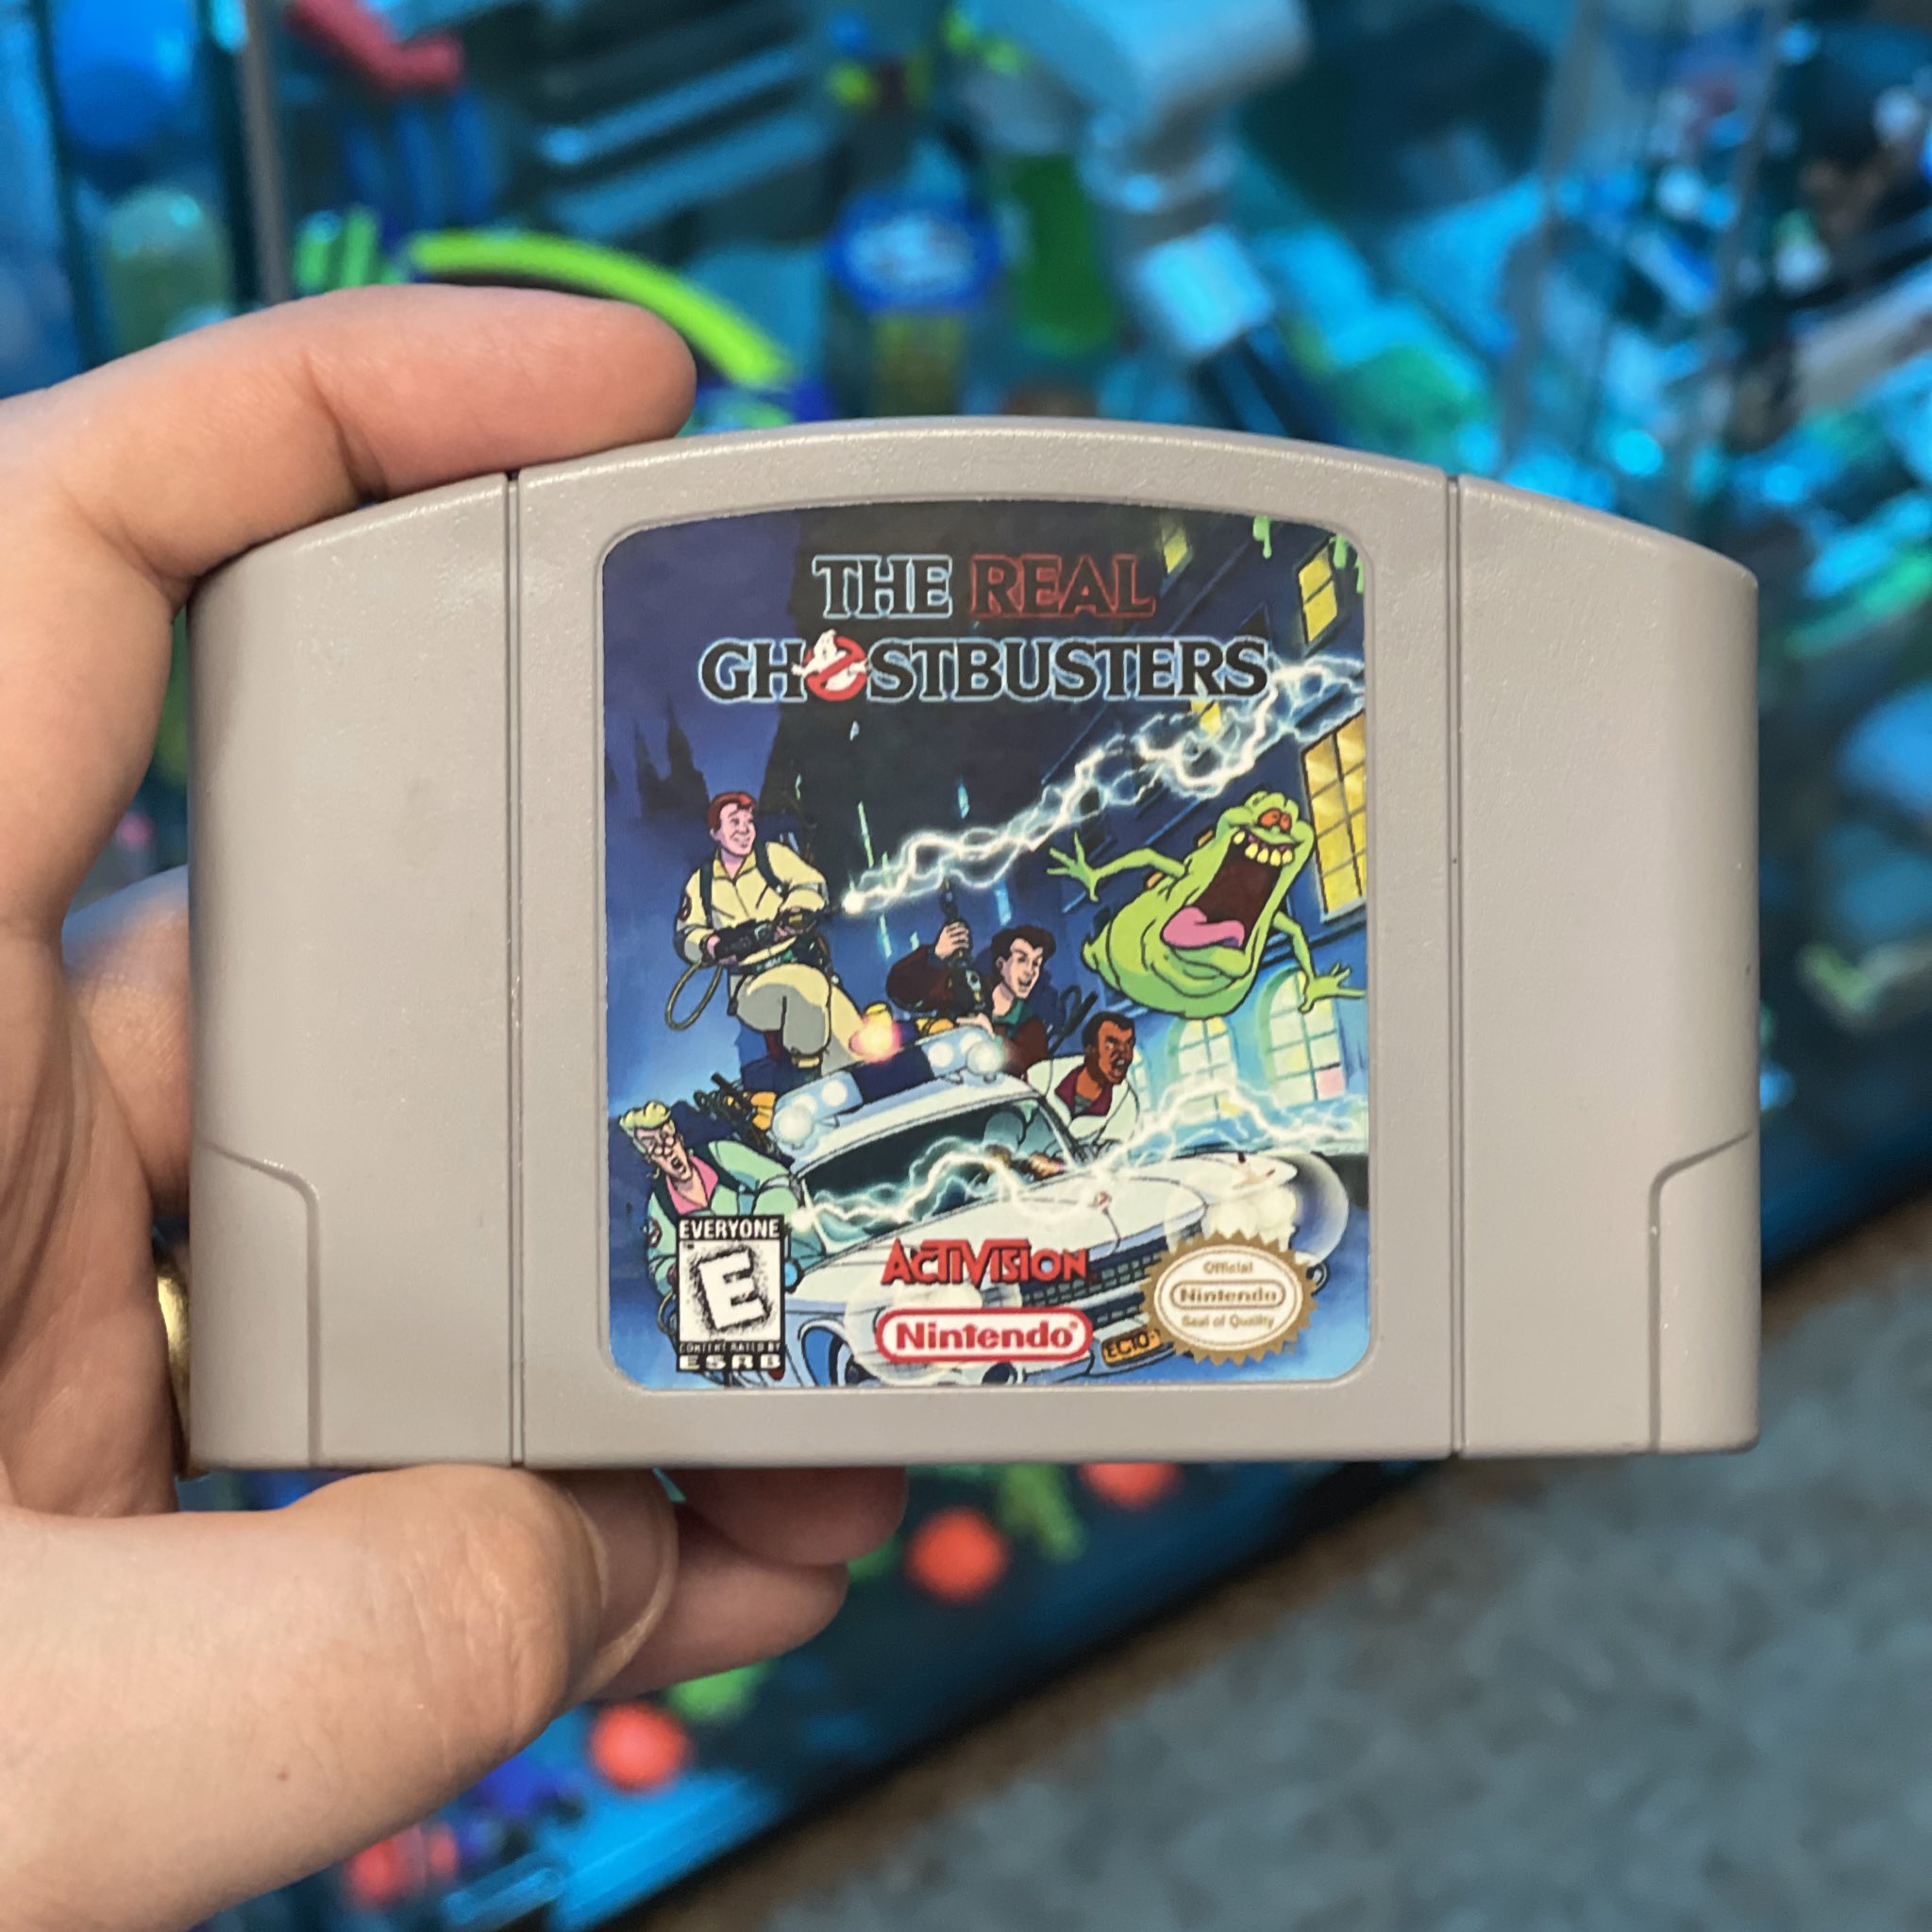 THE REAL
GHOSTBUSTERS
EVERYONE
E
CONTENT RATED BY
ESRB
ACTIVISION
Nintendo®
ECTO-1
Official
Nintendo
Seal of Quality